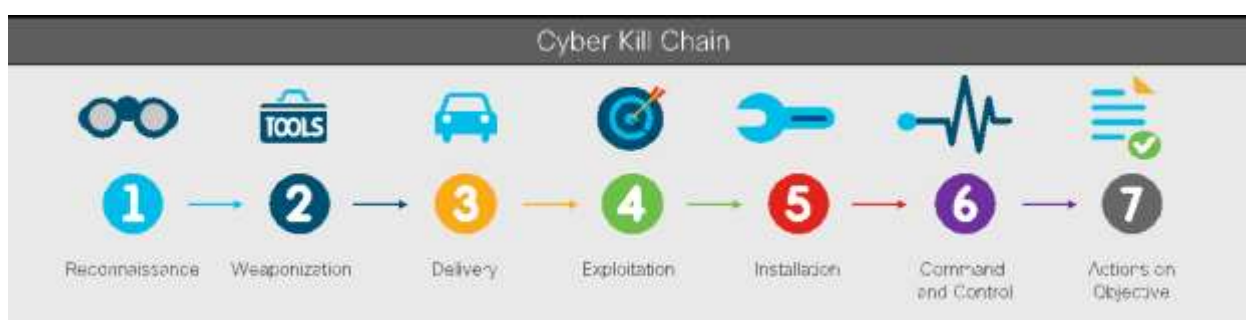 Cyber Kill Chain
TOOLS
1 2 3 4 5 6 7
Reconnaissance Weaponization Delivery Exploitation Installation Command and Control Actions on Objective